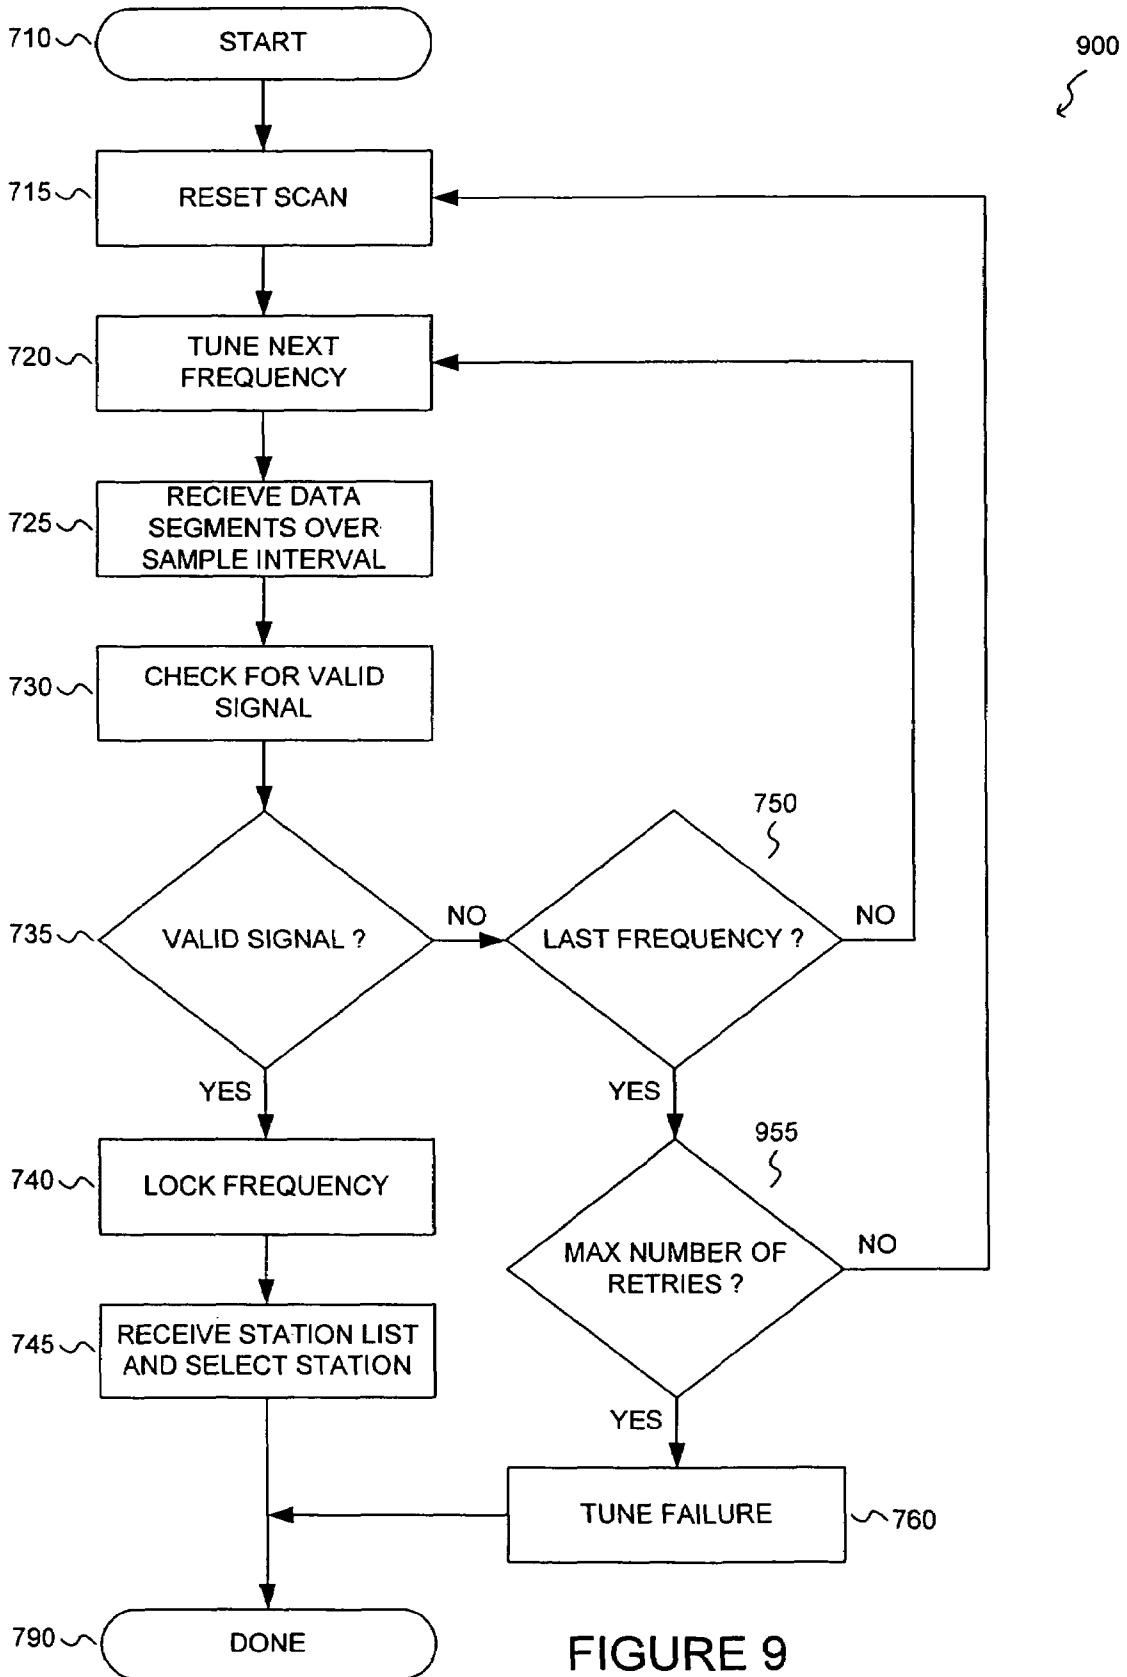 710
START
900
715
RESET SCAN
720
TUNE NEXT
FREQUENCY
725
RECIEVE DATA
SEGMENTS OVER
SAMPLE INTERVAL
730
CHECK FOR VALID
SIGNAL
735
VALID SIGNAL ?
NO
750
LAST FREQUENCY ?
NO
YES
YES
740
LOCK FREQUENCY
955
MAX NUMBER OF
RETRIES ?
NO
745
RECEIVE STATION LIST
AND SELECT STATION
YES
TUNE FAILURE
760
790
DONE
FIGURE 9